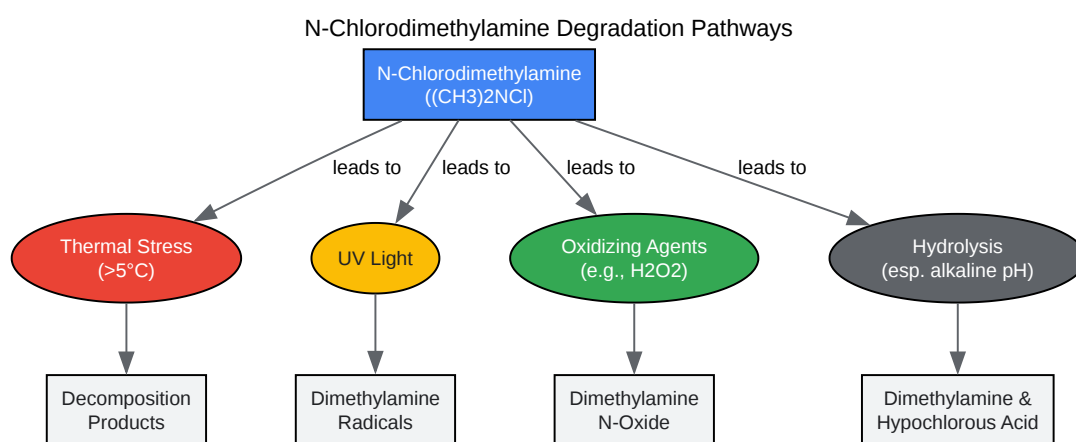 N-Chlorodimethylamine Degradation Pathways
N-Chlorodimethylamine
((CH3)2NCl)
leads to
leads to
leads to
leads to
Thermal Stress
(>5°C)
UV Light
Oxidizing Agents
(e.g., H2O2)
Hydrolysis
(esp. alkaline pH)
Decomposition
Products
Dimethylamine
Radicals
Dimethylamine
N-Oxide
Dimethylamine &
Hypochlorous Acid